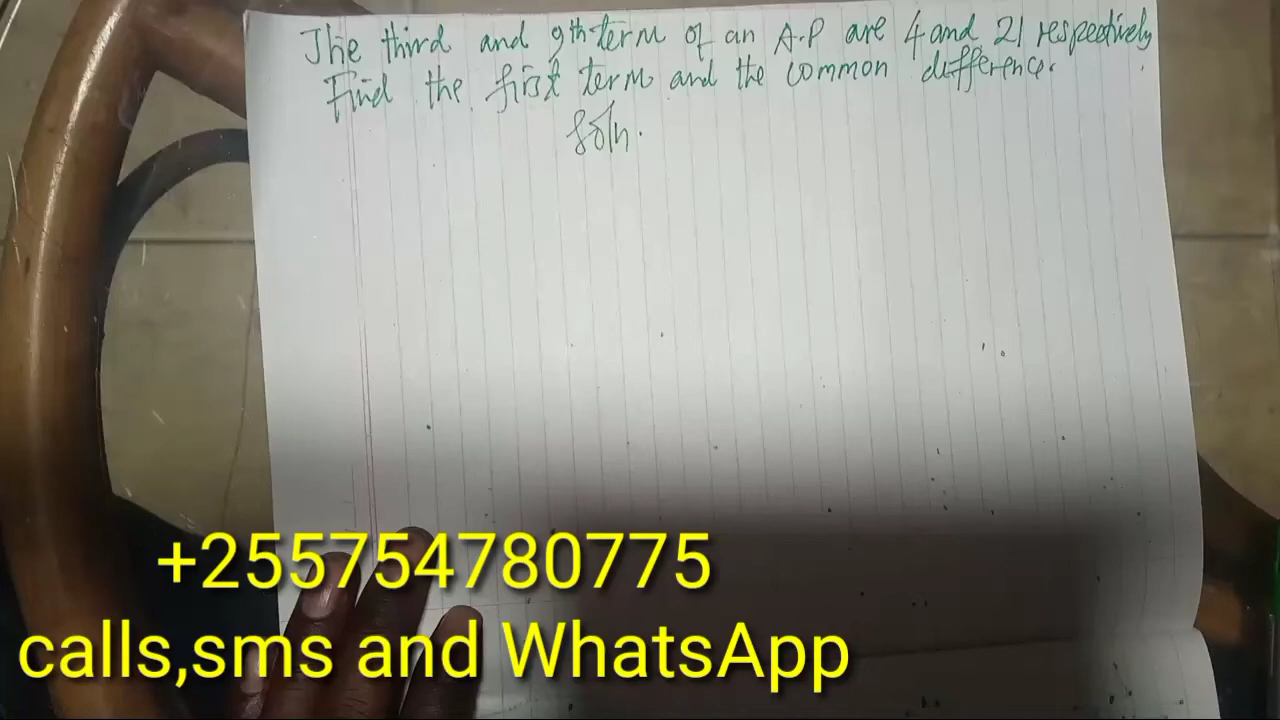 The third and 9th term of an A.P are 4 and 21 respectively
Find the first term and the common difference.
Soln.
+255754780775
calls,sms and WhatsApp